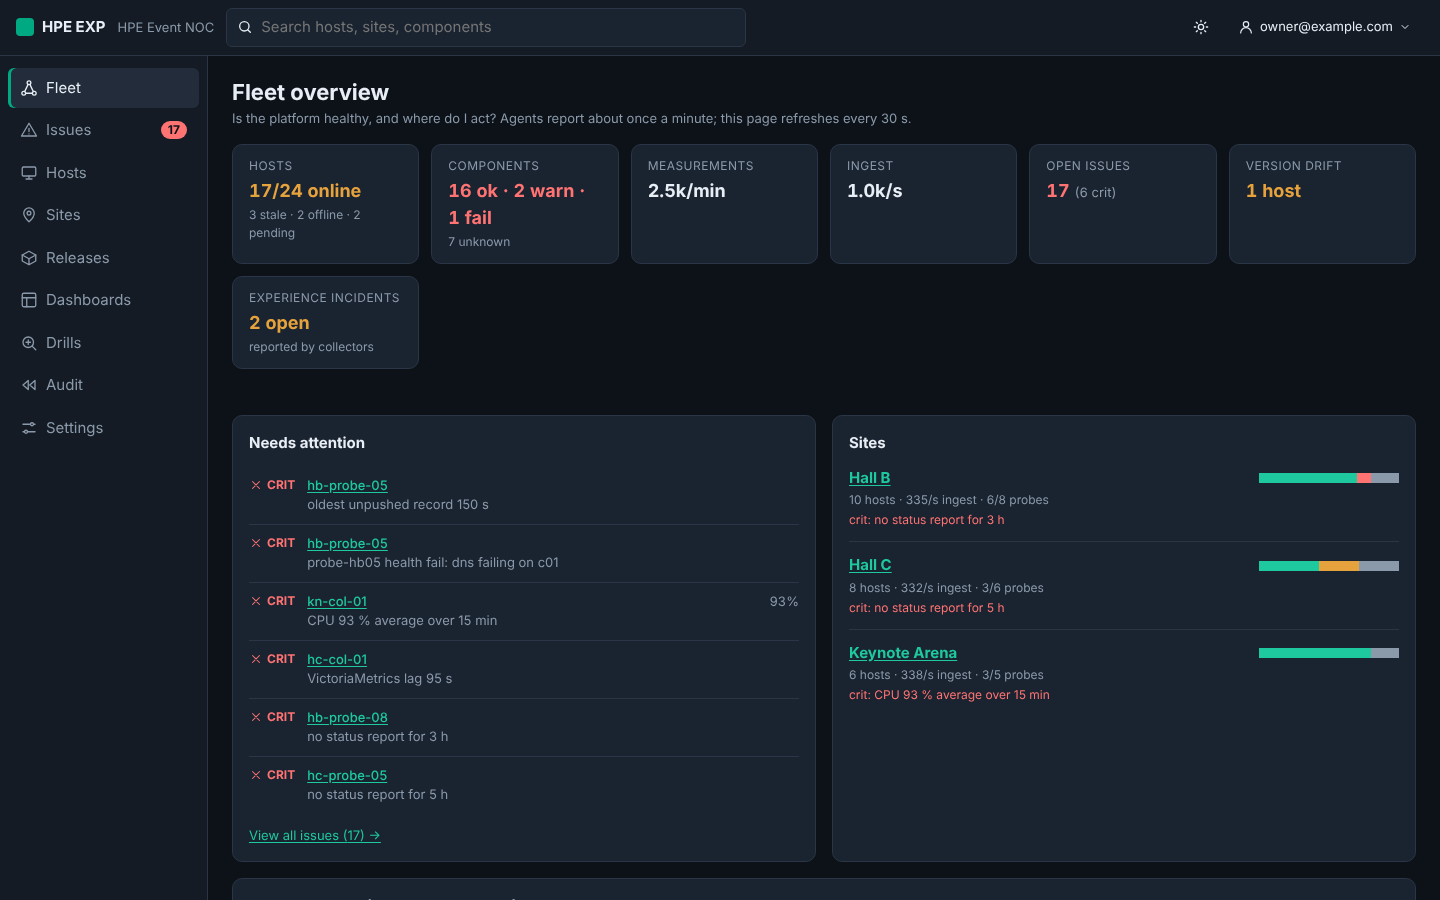 HPE EXP HPE Event NOC Search hosts, sites, components owner@example.com
Fleet
Issues 17
Hosts
Sites
Releases
Dashboards
Drills
Audit
Settings
Fleet overview
Is the platform healthy, and where do I act? Agents report about once a minute; this page refreshes every 30 s.
HOSTS
17/24 online
3 stale · 2 offline · 2
pending
COMPONENTS
16 ok · 2 warn ·
1 fail
7 unknown
MEASUREMENTS
2.5k/min
INGEST
1.0k/s
OPEN ISSUES
17 (6 crit)
VERSION DRIFT
1 host
EXPERIENCE INCIDENTS
2 open
reported by collectors
Needs attention
CRIT hb-probe-05
oldest unpushed record 150 s
CRIT hb-probe-05
probe-hb05 health fail: dns failing on c01
CRIT kn-col-01 93%
CPU 93 % average over 15 min
CRIT hc-col-01
VictoriaMetrics lag 95 s
CRIT hb-probe-08
no status report for 3 h
CRIT hc-probe-05
no status report for 5 h
View all issues (17) →
Sites
Hall B
10 hosts · 335/s ingest · 6/8 probes
crit: no status report for 3 h
Hall C
8 hosts · 332/s ingest · 3/6 probes
crit: no status report for 5 h
Keynote Arena
6 hosts · 338/s ingest · 3/5 probes
crit: CPU 93 % average over 15 min